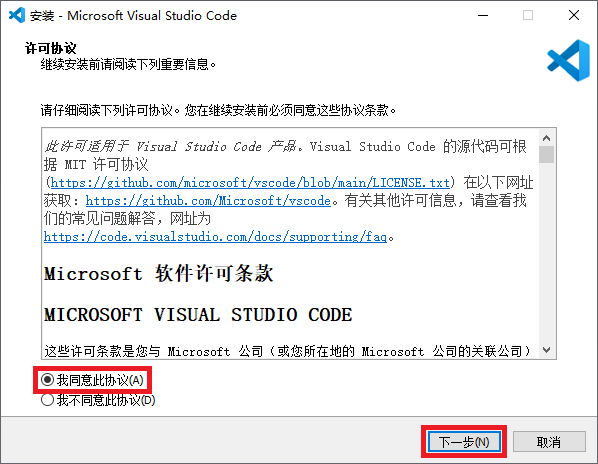 安装 - Microsoft Visual Studio Code
许可协议
继续安装前请阅读下列重要信息。
请仔细阅读下列许可协议。您在继续安装前必须同意这些协议条款。
此许可适用于 Visual Studio Code 产品。Visual Studio Code 的源代码可根
据 MIT 许可协议
(https://github.com/microsoft/vscode/blob/main/LICENSE.txt) 在以下网址
获取：https://github.com/Microsoft/vscode。有关其他许可信息，请查看我
们的常见问题解答，网址为
https://code.visualstudio.com/docs/supporting/faq。
Microsoft 软件许可条款
MICROSOFT VISUAL STUDIO CODE
这些许可条款是您与 Microsoft 公司（或您所在地的 Microsoft 公司的关联公司）
我同意此协议(A)
我不同意此协议(D)
下一步(N)
取消